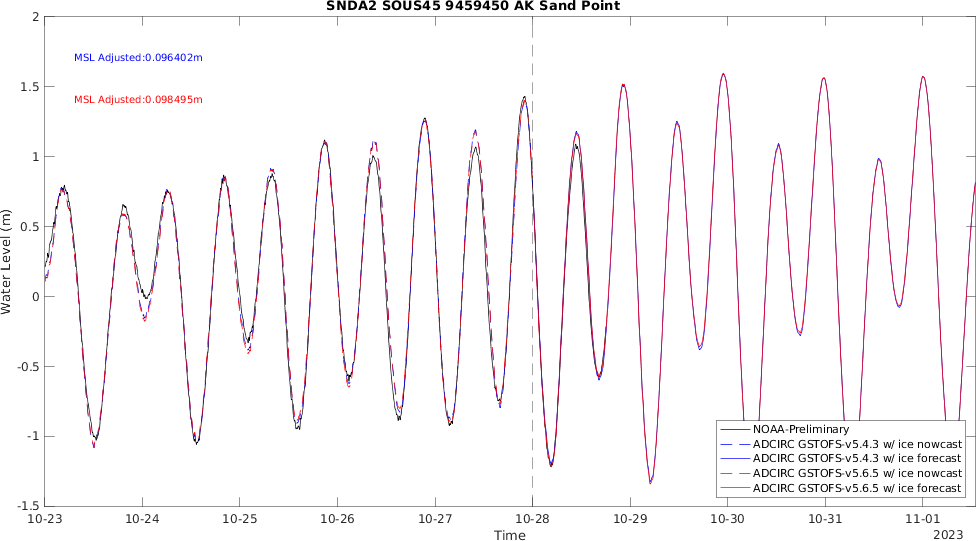 SNDA2 SOUS45 9459450 AK Sand Point
2
1.5
1
0.5
0
-0.5
-1
-1.5
Water Level (m)
MSL Adjusted:0.096402m
MSL Adjusted:0.098495m
NOAA-Preliminary
ADCIRC GSTOFS-v5.4.3 w/ ice nowcast
ADCIRC GSTOFS-v5.4.3 w/ ice forecast
ADCIRC GSTOFS-v5.6.5 w/ ice nowcast
ADCIRC GSTOFS-v5.6.5 w/ ice forecast
10-23 10-24 10-25 10-26 10-27 10-28 10-29 10-30 10-31 11-01
Time
2023